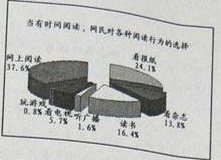 当有时间阅读，网民对各种阅读行为的选择
网上阅读
37.6%
看报纸
24.1%
玩游戏
0.8%
看电视
5.7%
听广播
1.6%
读书
16.4%
看杂志
13.8%